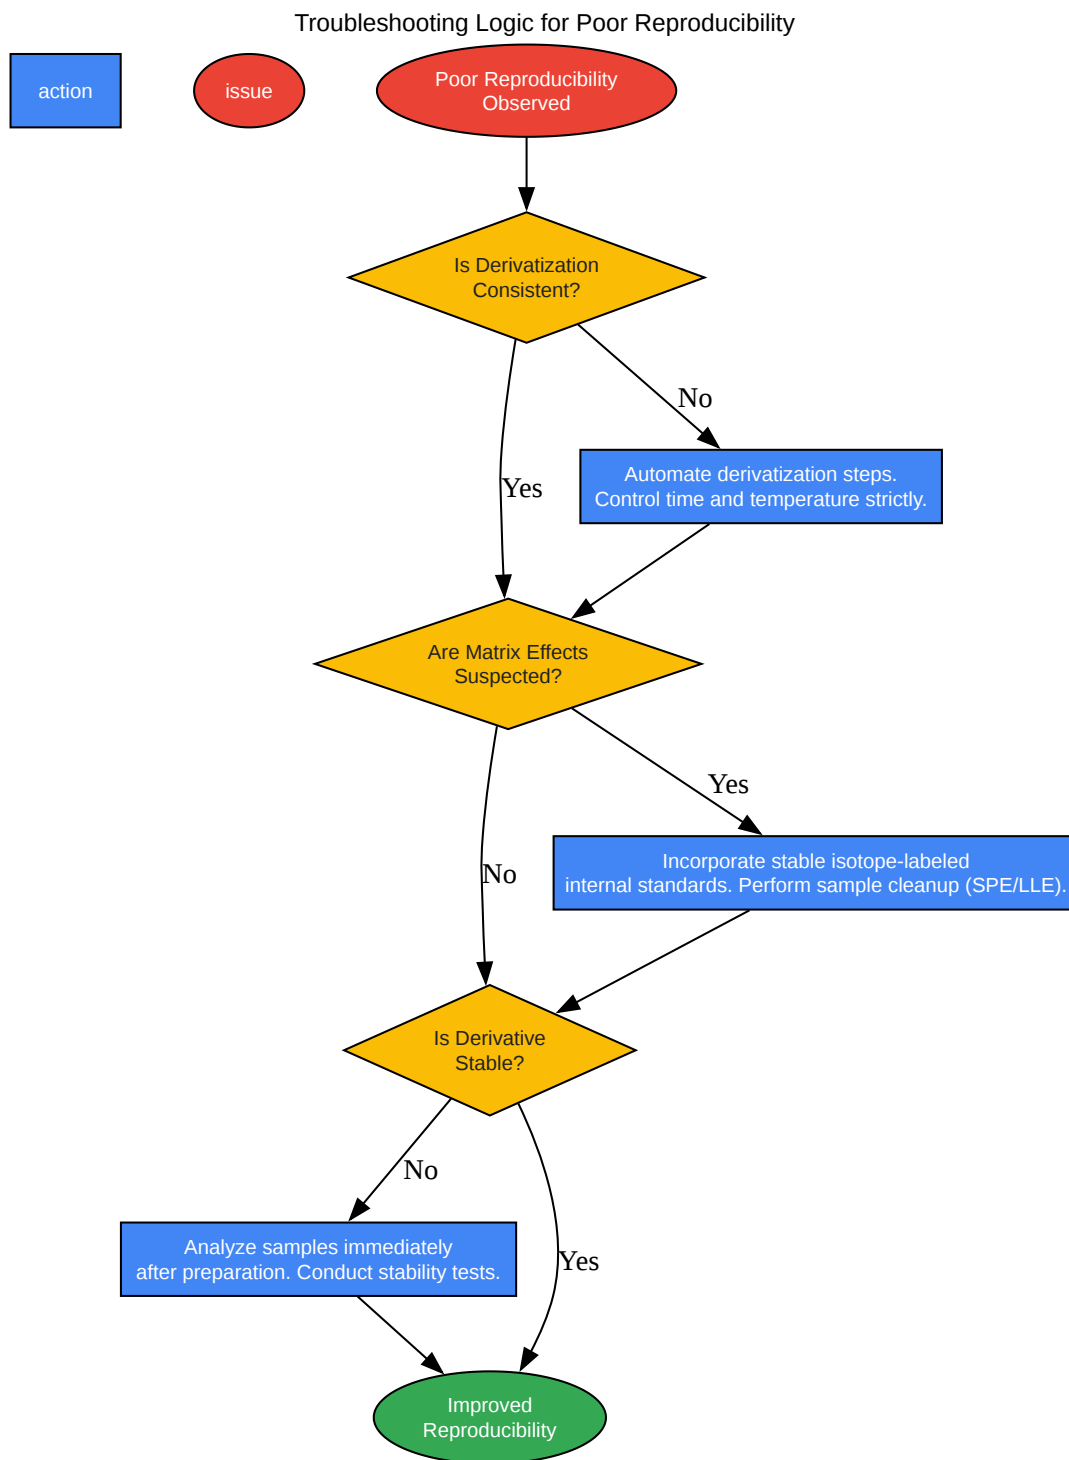 Troubleshooting Logic for Poor Reproducibility
action
issue
Poor Reproducibility
Observed
Is Derivatization
Consistent?
No
Automate derivatization steps.
Control time and temperature strictly.
Yes
Are Matrix Effects
Suspected?
Yes
Incorporate stable isotope-labeled
internal standards. Perform sample cleanup (SPE/LLE).
No
Is Derivative
Stable?
No
Analyze samples immediately
after preparation. Conduct stability tests.
Yes
Improved
Reproducibility